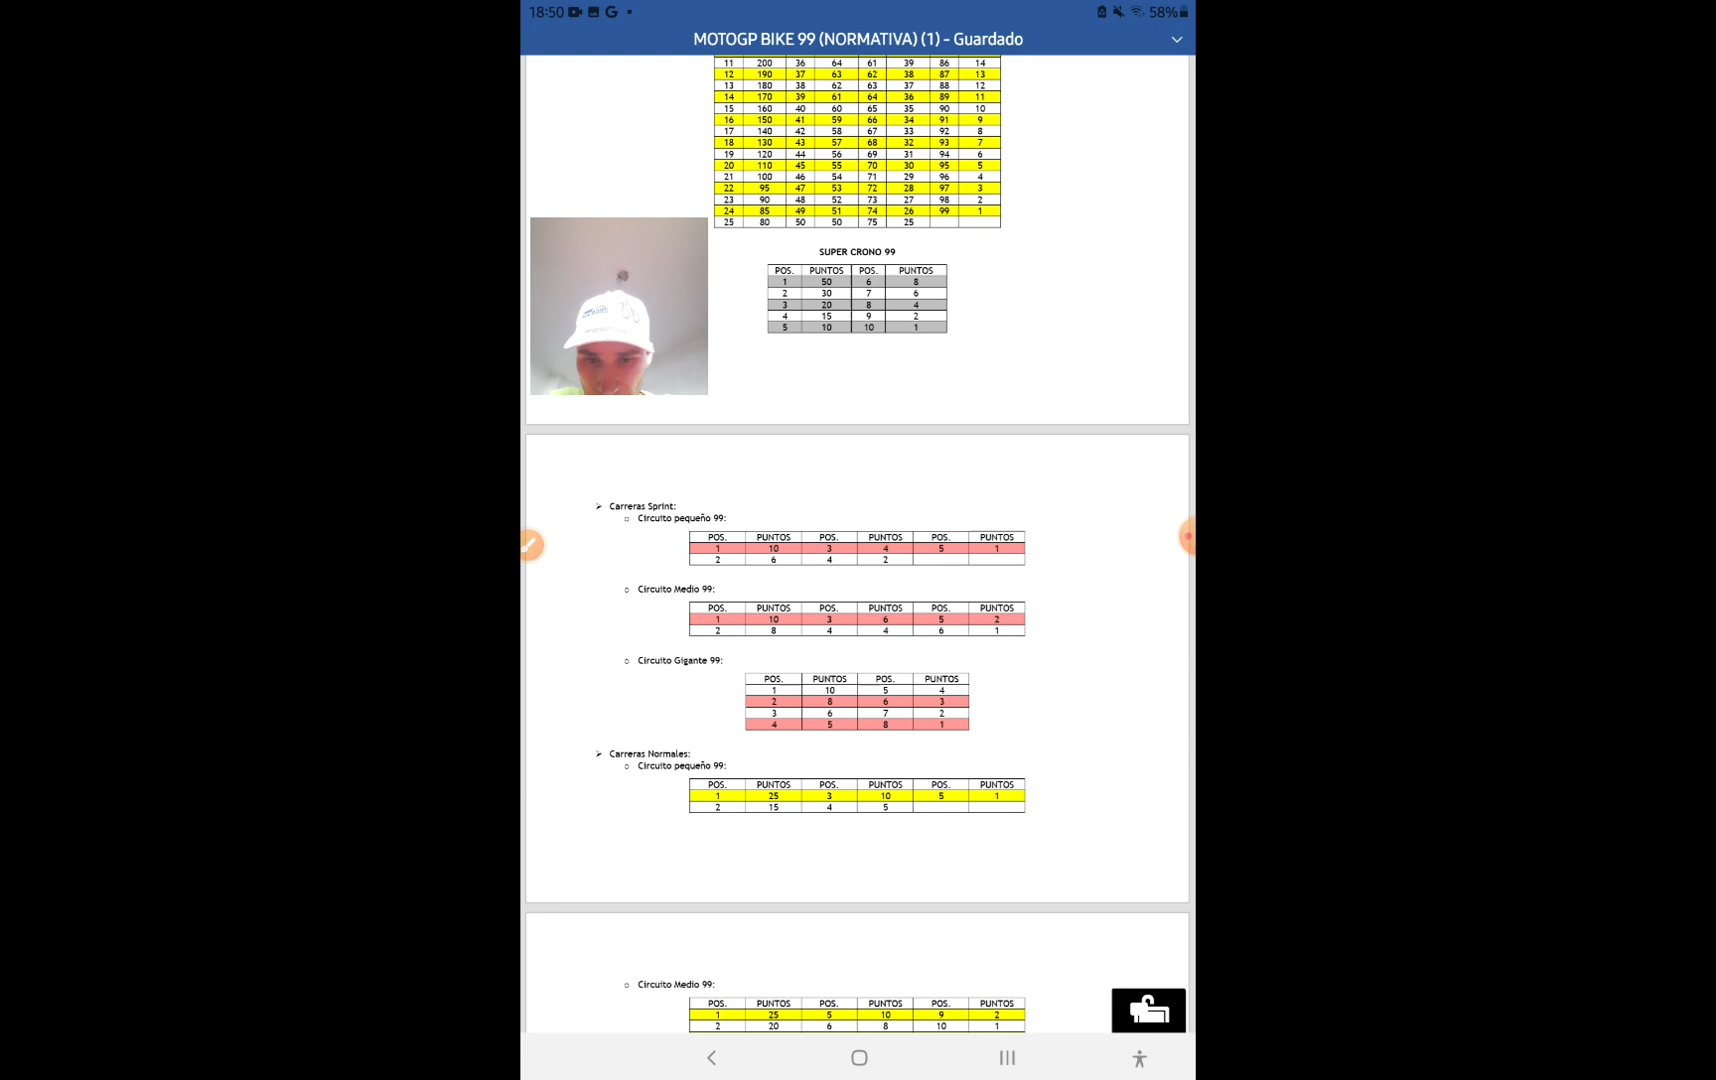 18:50 G 58%
MOTOGP BIKE 99 (NORMATIVA) (1) - Guardado
11 200 36 64 61 39 86 14
12 190 37 63 62 38 87 13
13 180 38 62 63 37 88 12
14 170 39 61 64 36 89 11
15 160 40 60 65 35 90 10
16 150 41 59 66 34 91 9
17 140 42 58 67 33 92 8
18 130 43 57 68 32 93 7
19 120 44 56 69 31 94 6
20 110 45 55 70 30 95 5
21 100 46 54 71 29 96 4
22 95 47 53 72 28 97 3
23 90 48 52 73 27 98 2
24 85 49 51 74 26 99 1
25 80 50 50 75 25
SUPER CRONO 99
POS. PUNTOS POS. PUNTOS
1 50 6 8
2 30 7 6
3 20 8 4
4 15 9 2
5 10 10 1
Carreras Sprint:
Circuito pequeño 99:
POS. PUNTOS POS. PUNTOS POS. PUNTOS
1 10 3 4 5 1
2 6 4 2
Circuito Medio 99:
POS. PUNTOS POS. PUNTOS POS. PUNTOS
1 10 3 6 5 2
2 8 4 4 6 1
Circuito Gigante 99:
POS. PUNTOS POS. PUNTOS
1 10 5 4
2 8 6 3
3 6 7 2
4 5 8 1
Carreras Normales:
Circuito pequeño 99:
POS. PUNTOS POS. PUNTOS POS. PUNTOS
1 25 3 10 5 1
2 15 4 5
Circuito Medio 99:
POS. PUNTOS POS. PUNTOS POS. PUNTOS
1 25 5 10 9 2
2 20 6 8 10 1